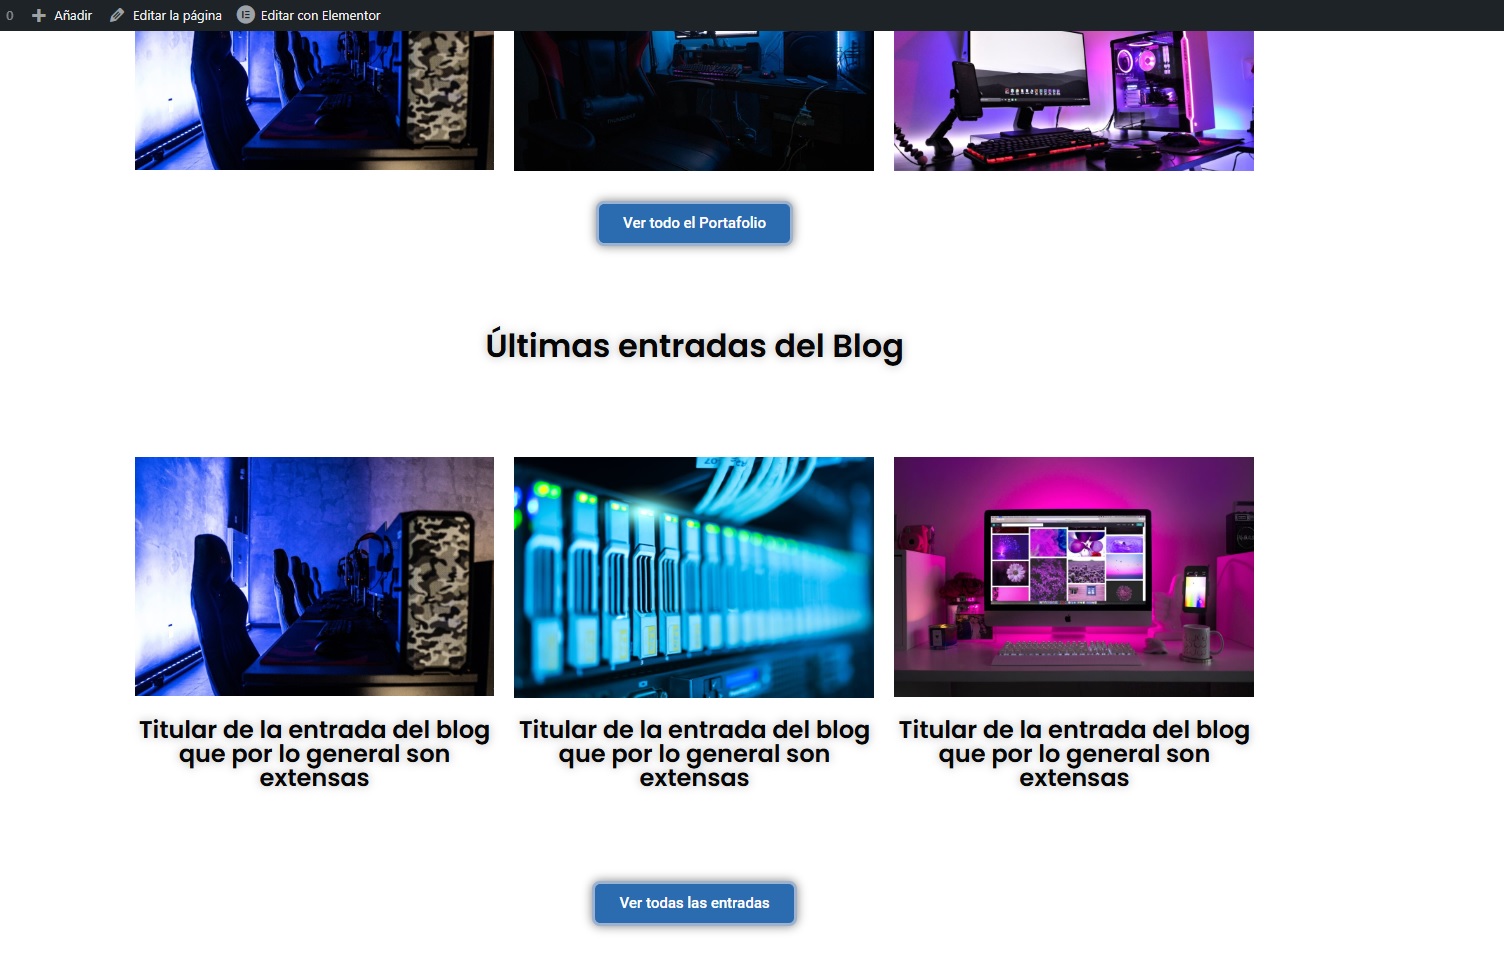 0 Añadir Editar la página Editar con Elementor
Ver todo el Portafolio
Últimas entradas del Blog
Titular de la entrada del blog
que por lo general son
extensas
Titular de la entrada del blog
que por lo general son
extensas
Titular de la entrada del blog
que por lo general son
extensas
Ver todas las entradas